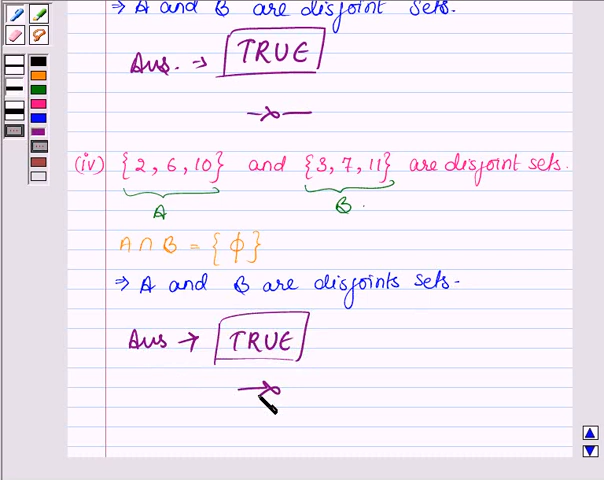 ⇒ A and B are disjoint sets.
Ans. → TRUE
(iv) {2, 6, 10} and {3, 7, 11} are disjoint sets.
A B.
A ∩ B = {ϕ}
⇒ A and B are disjoints sets.
Ans → TRUE